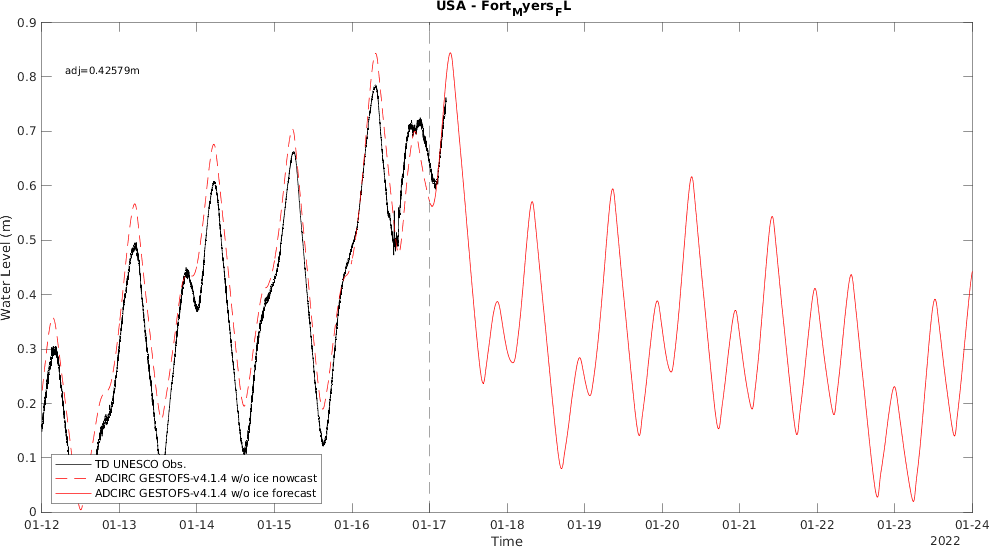 USA - FortMyersFL
adj=0.42579m
Water Level (m)
0.9
0.8
0.7
0.6
0.5
0.4
0.3
0.2
0.1
0
TD UNESCO Obs.
ADCIRC GESTOFS-v4.1.4 w/o ice nowcast
ADCIRC GESTOFS-v4.1.4 w/o ice forecast
01-12 01-13 01-14 01-15 01-16 01-17 01-18 01-19 01-20 01-21 01-22 01-23 01-24
Time
2022